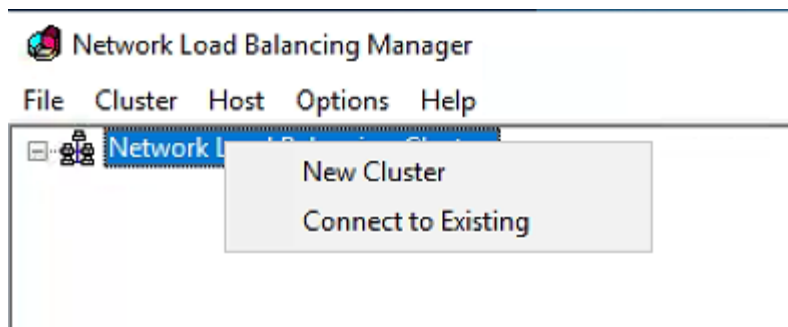 Network Load Balancing Manager
File Cluster Host Options Help
Network
New Cluster
Connect to Existing